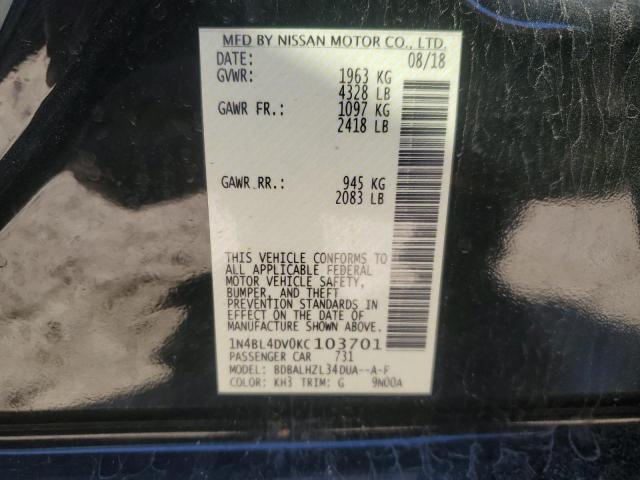 MFD BY NISSAN MOTOR CO., LTD.
DATE: 08/18
GVWR: 1963 KG
4328 LB
GAWR FR.: 1097 KG
2418 LB
GAWR RR.: 945 KG
2083 LB
THIS VEHICLE CONFORMS TO
ALL APPLICABLE FEDERAL
MOTOR VEHICLE SAFETY,
BUMPER, AND THEFT
PREVENTION STANDARDS IN
EFFECT ON THE DATE OF
MANUFACTURE SHOWN ABOVE.
1N4BL4DV0KC103701
PASSENGER CAR 731
MODEL: BDBALHZL34DUA--A-F
COLOR: KH3 TRIM: G 9N00A